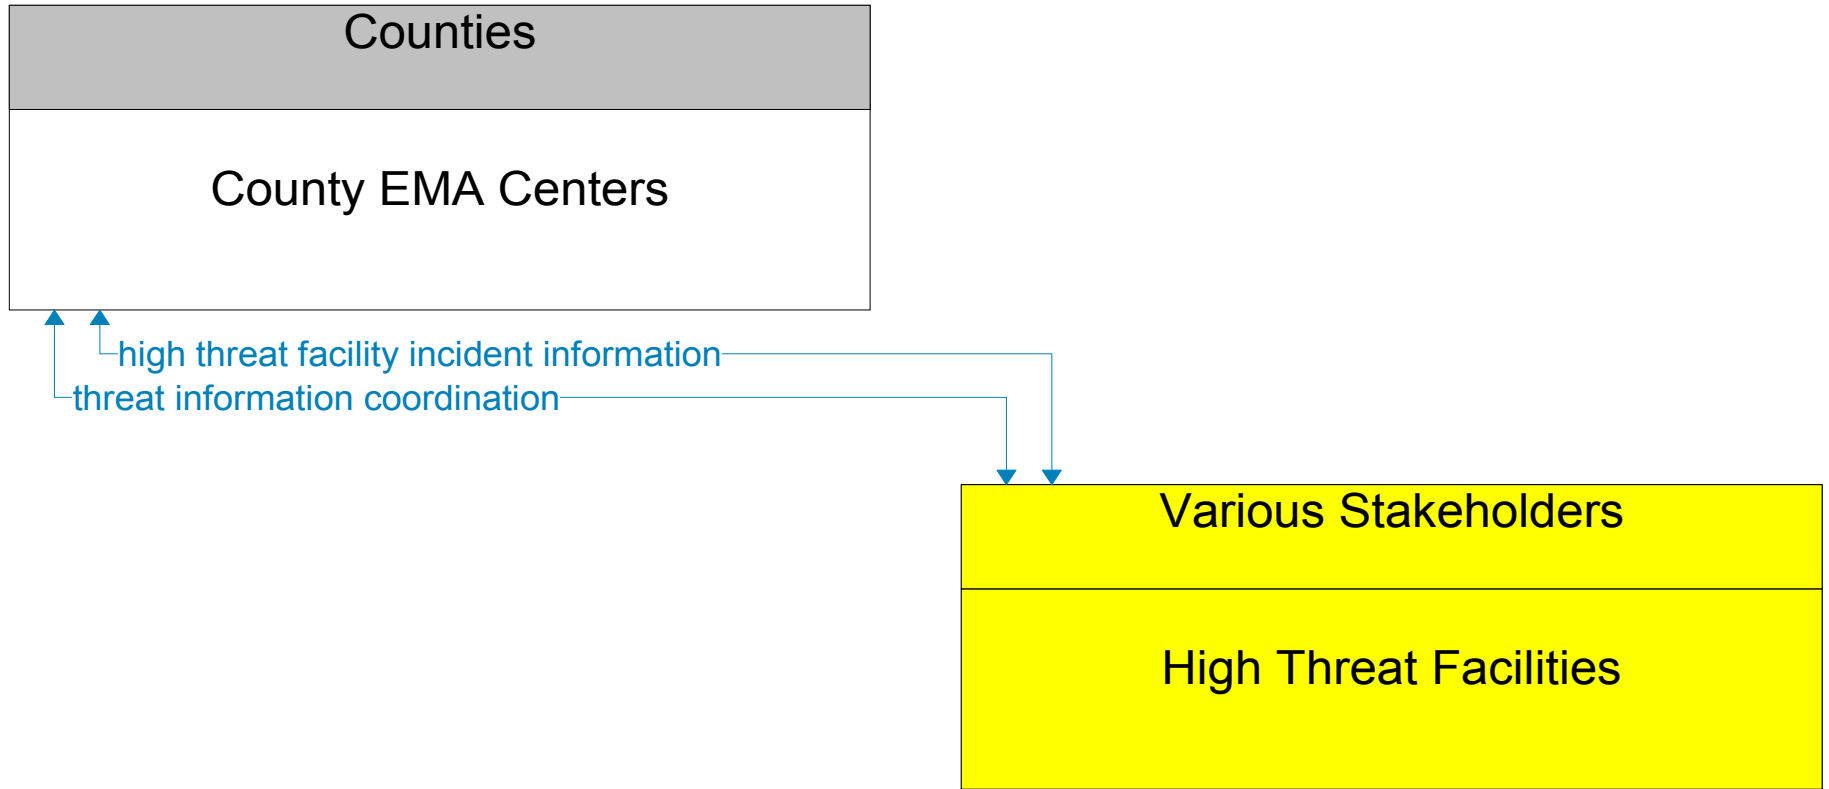 Counties
County EMA Centers
high threat facility incident information
threat information coordination
Various Stakeholders
High Threat Facilities